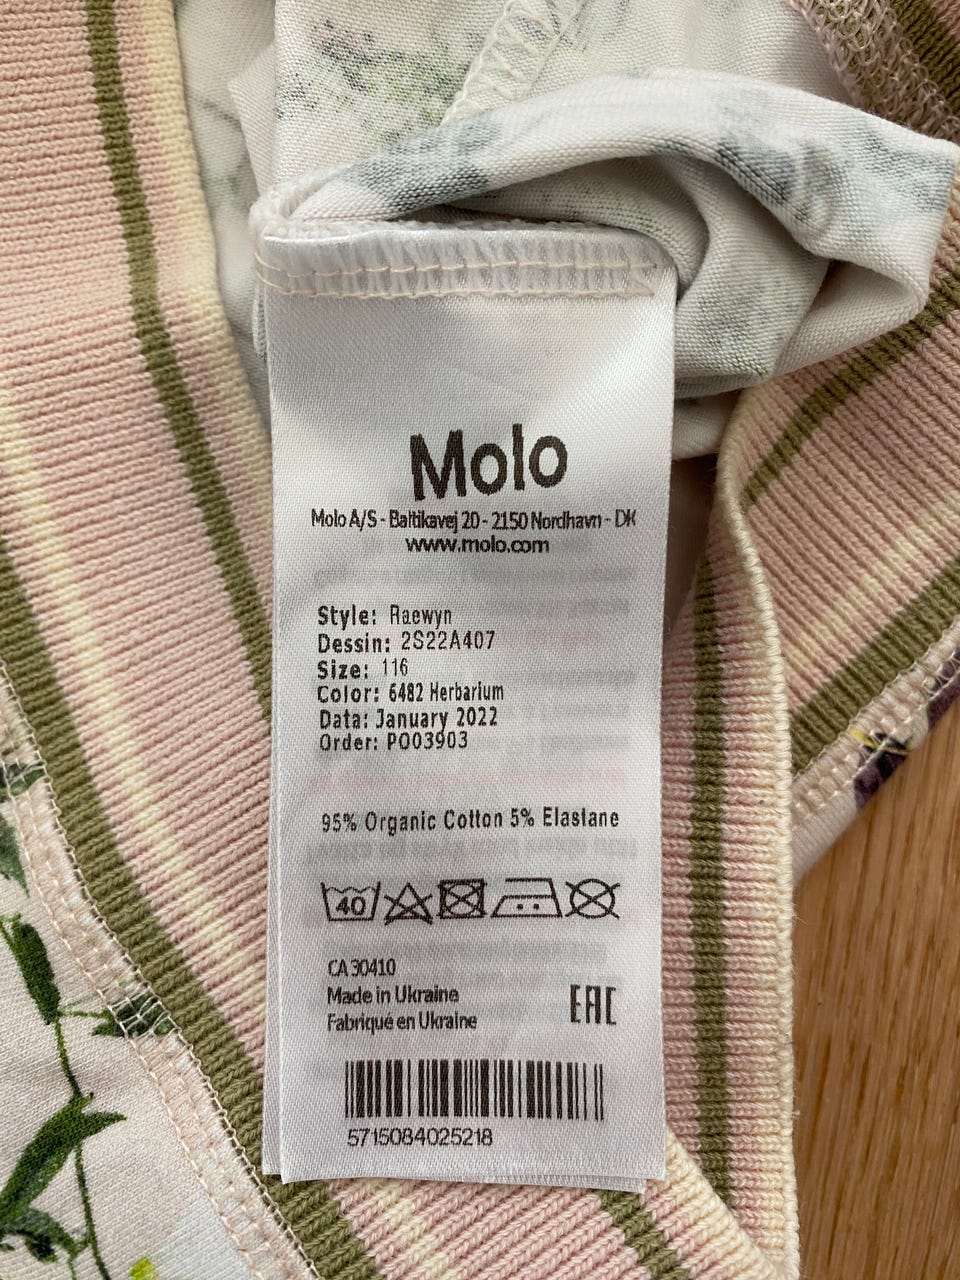 Molo
Molo A/S - Baltikavej 20 - 2150 Nordhavn - DK
www.molo.com
Style: Raewyn
Dessin: 2S22A407
Size: 116
Color: 6482 Herbarium
Data: January 2022
Order: PO03903
95% Organic Cotton 5% Elastane
40
CA 30410
Made in Ukraine
Fabriqué en Ukraine
EAC
5715084025218